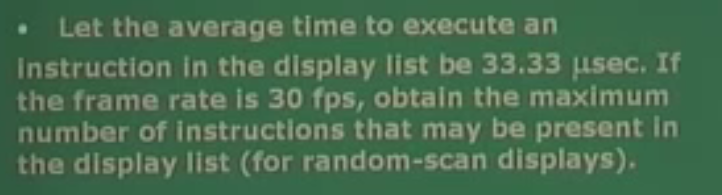 • Let the average time to execute an
instruction in the display list be 33.33 μsec. If
the frame rate is 30 fps, obtain the maximum
number of instructions that may be present in
the display list (for random-scan displays).